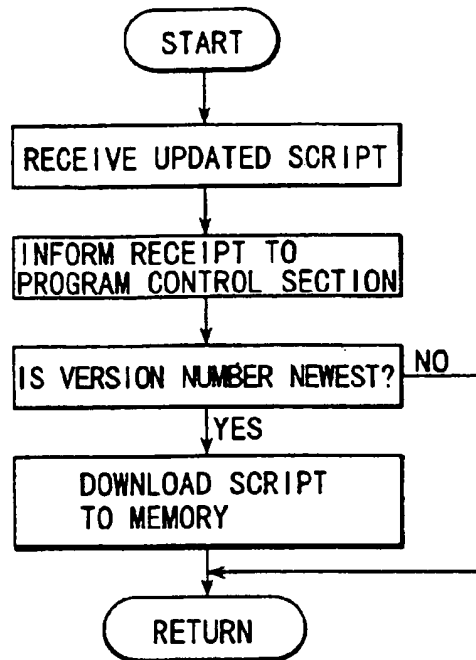 START
RECEIVE UPDATED SCRIPT
INFORM RECEIPT TO
PROGRAM CONTROL SECTION
IS VERSION NUMBER NEWEST?
NO
YES
DOWNLOAD SCRIPT
TO MEMORY
RETURN